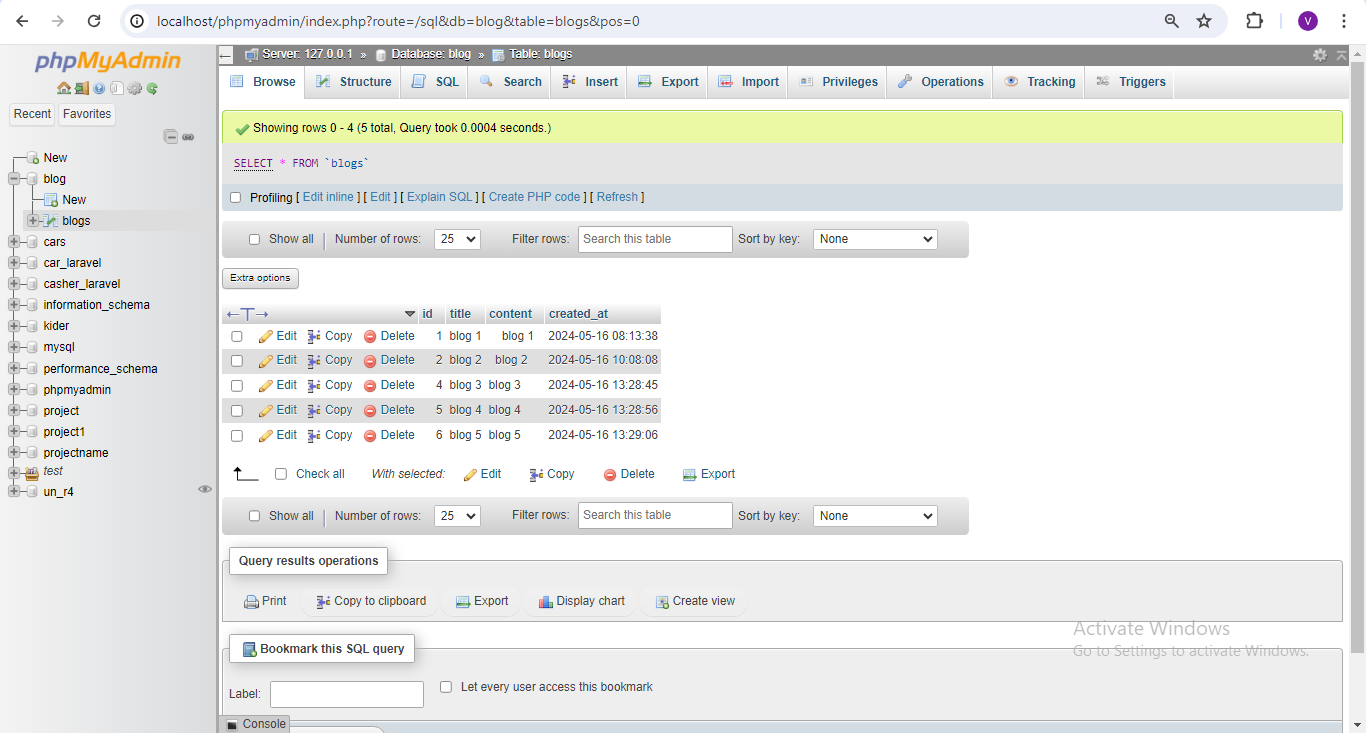 localhost/phpmyadmin/index.php?route=/sql&db=blog&table=blogs&pos=0
V
phpMyAdmin
Recent Favorites
New
blog
New
blogs
cars
car_laravel
casher_laravel
information_schema
kider
mysql
performance_schema
phpmyadmin
project
project1
projectname
test
un_r4
Server: 127.0.0.1 » Database: blog » Table: blogs
Browse Structure SQL Search Insert Export Import Privileges Operations Tracking Triggers
Showing rows 0 - 4 (5 total, Query took 0.0004 seconds.)
SELECT * FROM `blogs`
Profiling [ Edit inline ] [ Edit ] [ Explain SQL ] [ Create PHP code ] [ Refresh ]
Show all Number of rows: 25 Filter rows: Search this table Sort by key: None
Extra options
←T→ id title content created_at
Edit Copy Delete 1 blog 1 blog 1 2024-05-16 08:13:38
Edit Copy Delete 2 blog 2 blog 2 2024-05-16 10:08:08
Edit Copy Delete 4 blog 3 blog 3 2024-05-16 13:28:45
Edit Copy Delete 5 blog 4 blog 4 2024-05-16 13:28:56
Edit Copy Delete 6 blog 5 blog 5 2024-05-16 13:29:06
Check all With selected: Edit Copy Delete Export
Show all Number of rows: 25 Filter rows: Search this table Sort by key: None
Query results operations
Print Copy to clipboard Export Display chart Create view
Activate Windows
Go to Settings to activate Windows.
Bookmark this SQL query
Label: Let every user access this bookmark
Console